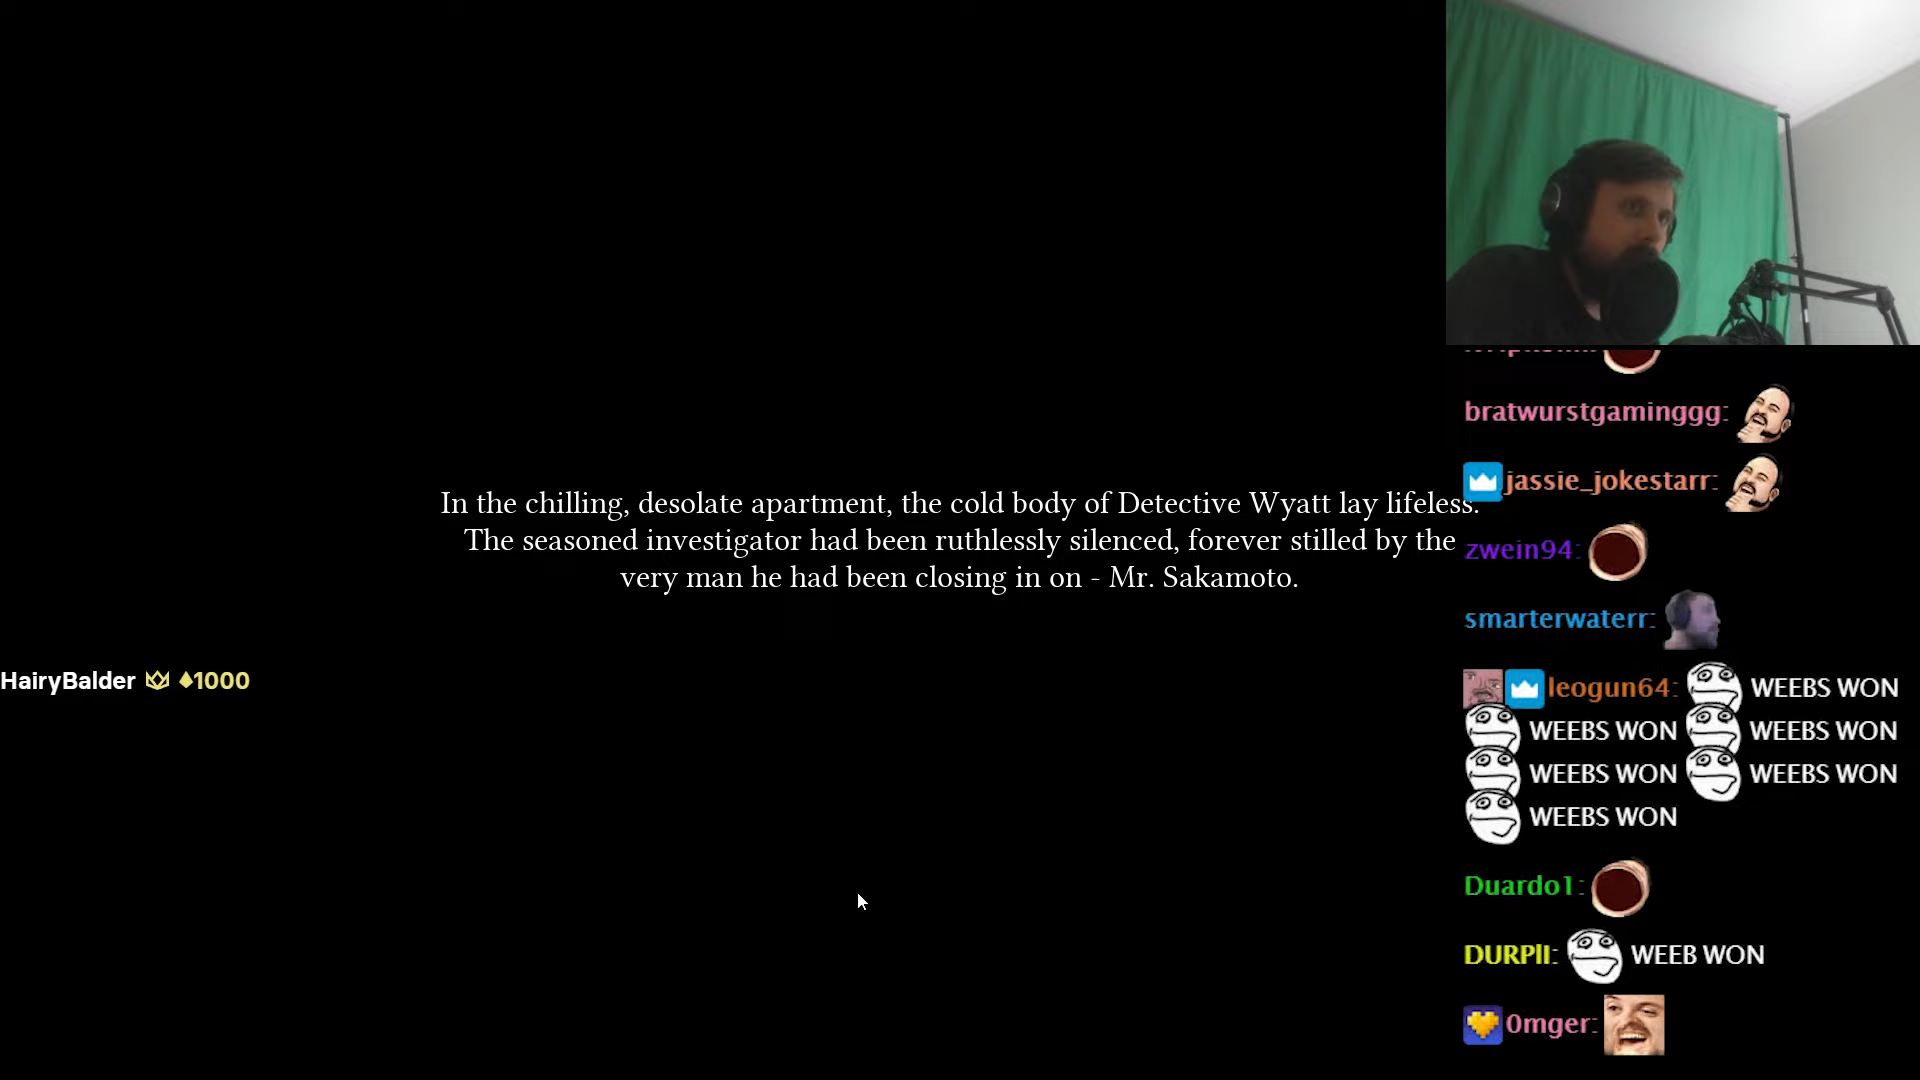 In the chilling, desolate apartment, the cold body of Detective Wyatt lay lifeless.
The seasoned investigator had been ruthlessly silenced, forever stilled by the
very man he had been closing in on - Mr. Sakamoto.
HairyBalder 1000
bratwurstgaminggg:
jassie_jokestarr:
zwein94:
smarterwaterr:
leogun64: WEEBS WON
WEEBS WON WEEBS WON
WEEBS WON WEEBS WON
WEEBS WON
Duardo1:
DURPlI: WEEB WON
0mger: